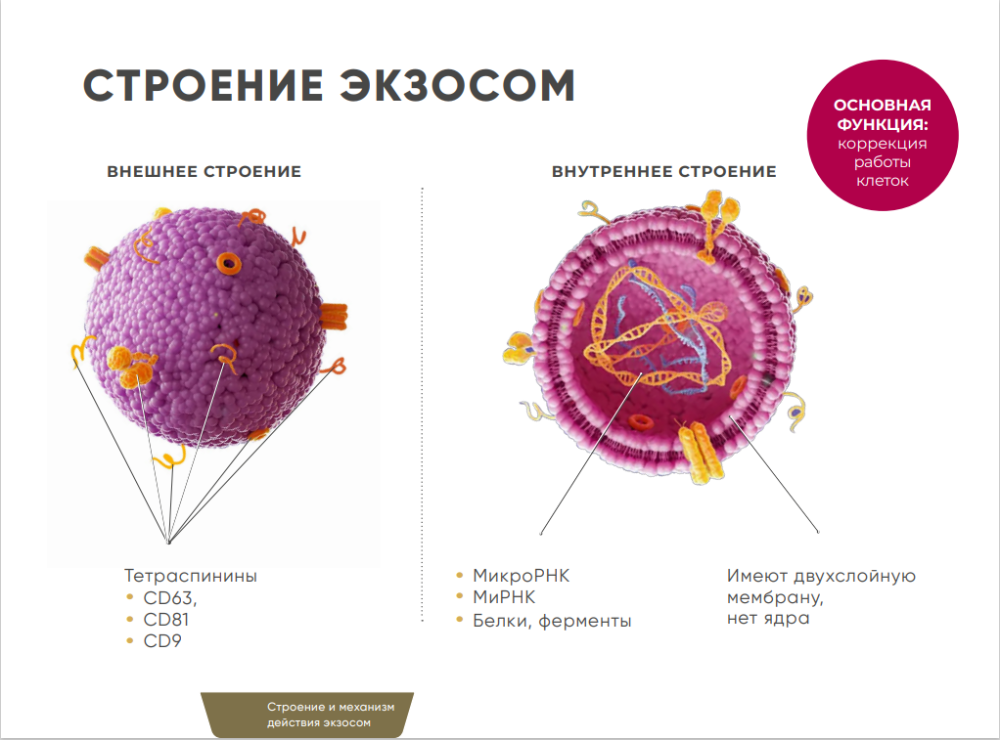 СТРОЕНИЕ ЭКЗОСОМ
ОСНОВНАЯ
ФУНКЦИЯ:
коррекция
работы
клеток
ВНЕШНЕЕ СТРОЕНИЕ
ВНУТРЕННЕЕ СТРОЕНИЕ
Тетраспинины
• CD63,
• CD81
• CD9
• МикроРНК
• МиРНК
• Белки, ферменты
Имеют двухслойную
мембрану,
нет ядра
Строение и механизм
действия экзосом